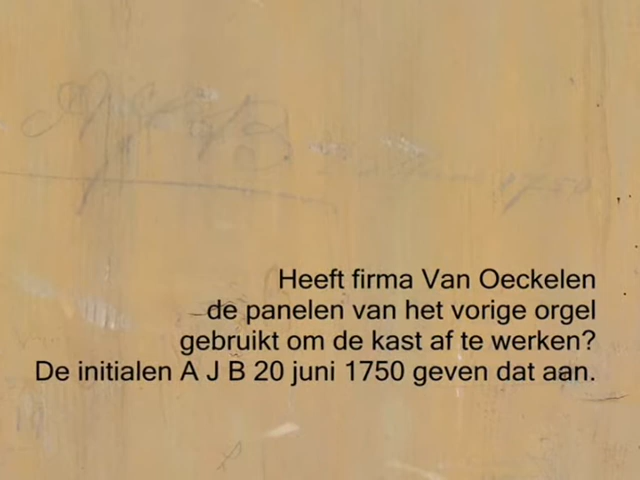 1750
Heeft firma Van Oeckelen
de panelen van het vorige orgel
gebruikt om de kast af te werken?
De initialen A J B 20 juni 1750 geven dat aan.